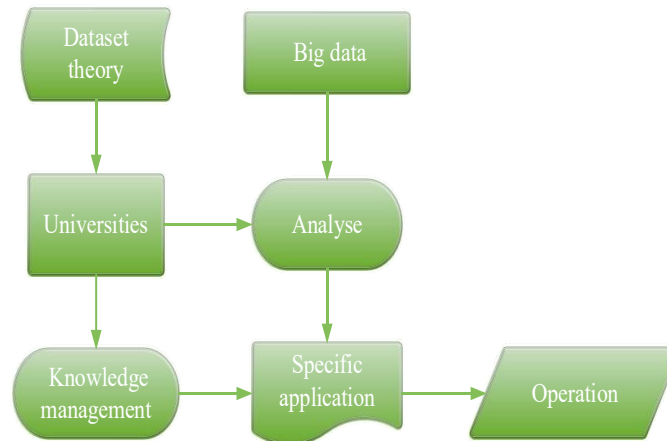 Dataset
theory
Big data
Universities
Analyse
Knowledge
management
Specific
application
Operation